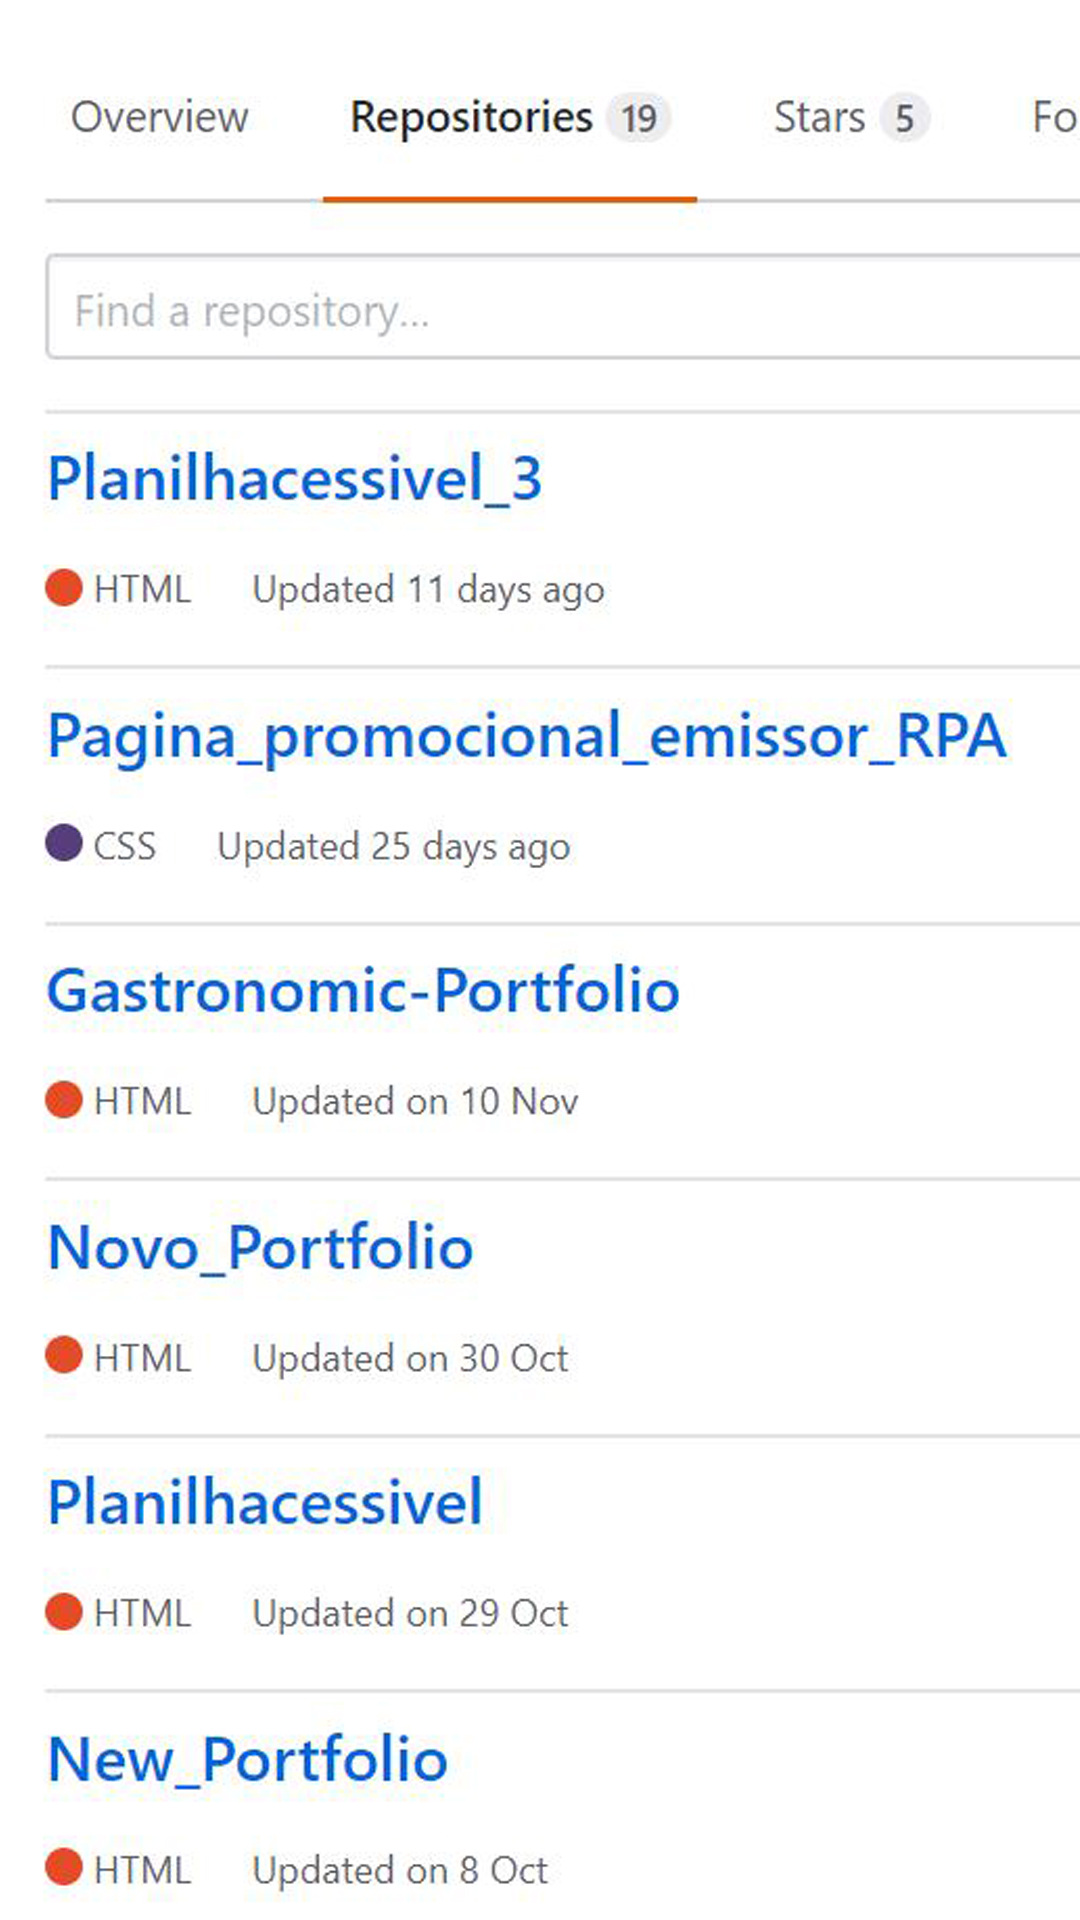 Overview Repositories 19 Stars 5 Fo
Find a repository...
Planilhacessivel_3
HTML Updated 11 days ago
Pagina_promocional_emissor_RPA
CSS Updated 25 days ago
Gastronomic-Portfolio
HTML Updated on 10 Nov
Novo_Portfolio
HTML Updated on 30 Oct
Planilhacessivel
HTML Updated on 29 Oct
New_Portfolio
HTML Updated on 8 Oct